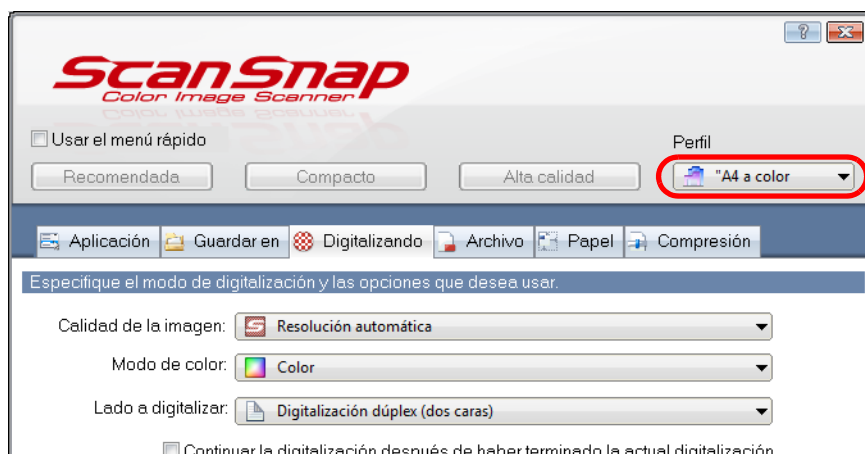 ScanSnap
Color Image Scanner
Usar el menú rápido
Perfil
Recomendada Compacto Alta calidad "A4 a color
Aplicación Guardar en Digitalizando Archivo Papel Compresión
Especifique el modo de digitalización y las opciones que desea usar.
Calidad de la imagen: Resolución automática
Modo de color: Color
Lado a digitalizar: Digitalización dúplex (dos caras)
Continuar la digitalización después de haber terminado la actual digitalización